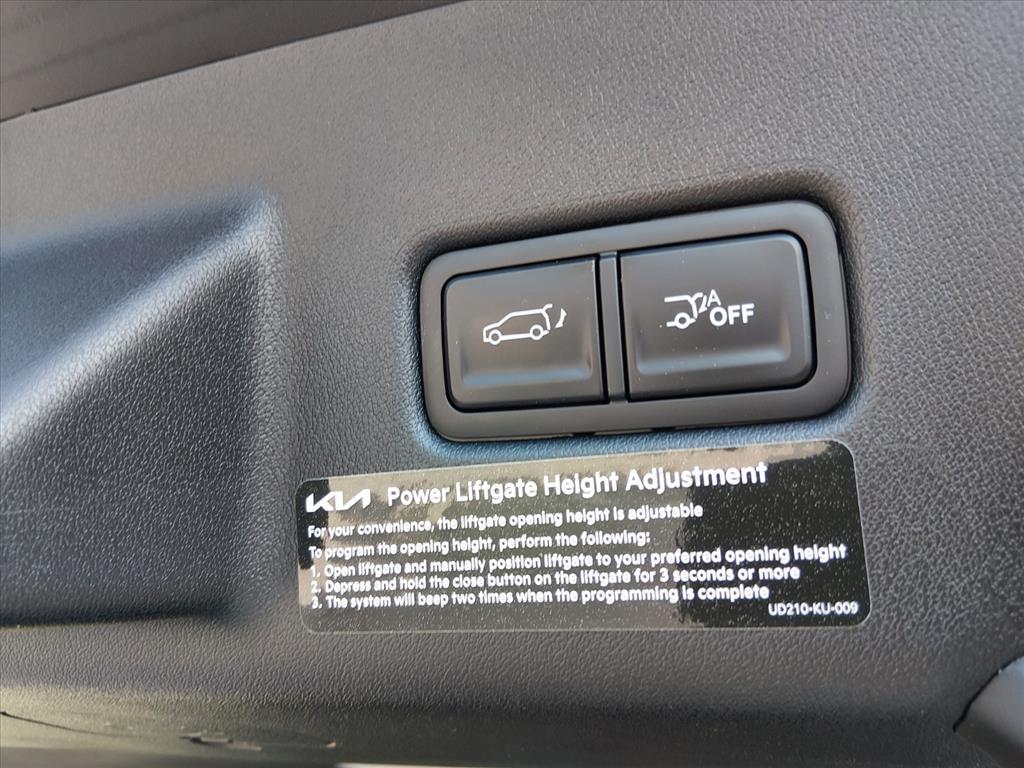 A
OFF
KIA Power Liftgate Height Adjustment
For your convenience, the liftgate opening height is adjustable
To program the opening height, perform the following:
1. Open liftgate and manually position liftgate to your preferred opening height
2. Depress and hold the close button on the liftgate for 3 seconds or more
3. The system will beep two times when the programming is complete
UD210-KU-009